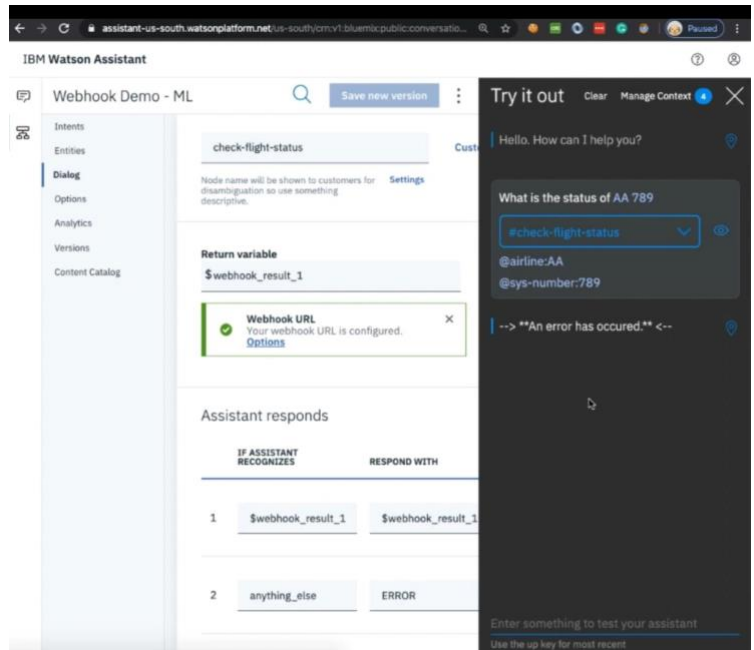 assistant-us-south.watsonplatform.net/us-south/crn:v1:bluemix:public:conversatio...
Paused
IBM Watson Assistant
Webhook Demo - ML
Save new version
Intents
Entities
Dialog
Options
Analytics
Versions
Content Catalog
check-flight-status
Custo
Node name will be shown to customers for
disambiguation so use something
descriptive.
Settings
Return variable
$webhook_result_1
Webhook URL
Your webhook URL is configured.
Options
Assistant responds
IF ASSISTANT
RECOGNIZES
RESPOND WITH
1 $webhook_result_1 $webhook_result_1
2 anything_else ERROR
Try it out Clear Manage Context 4
Hello. How can I help you?
What is the status of AA 789
#check-flight-status
@airline:AA
@sys-number:789
--> **An error has occured.** <--
Enter something to test your assistant
Use the up key for most recent